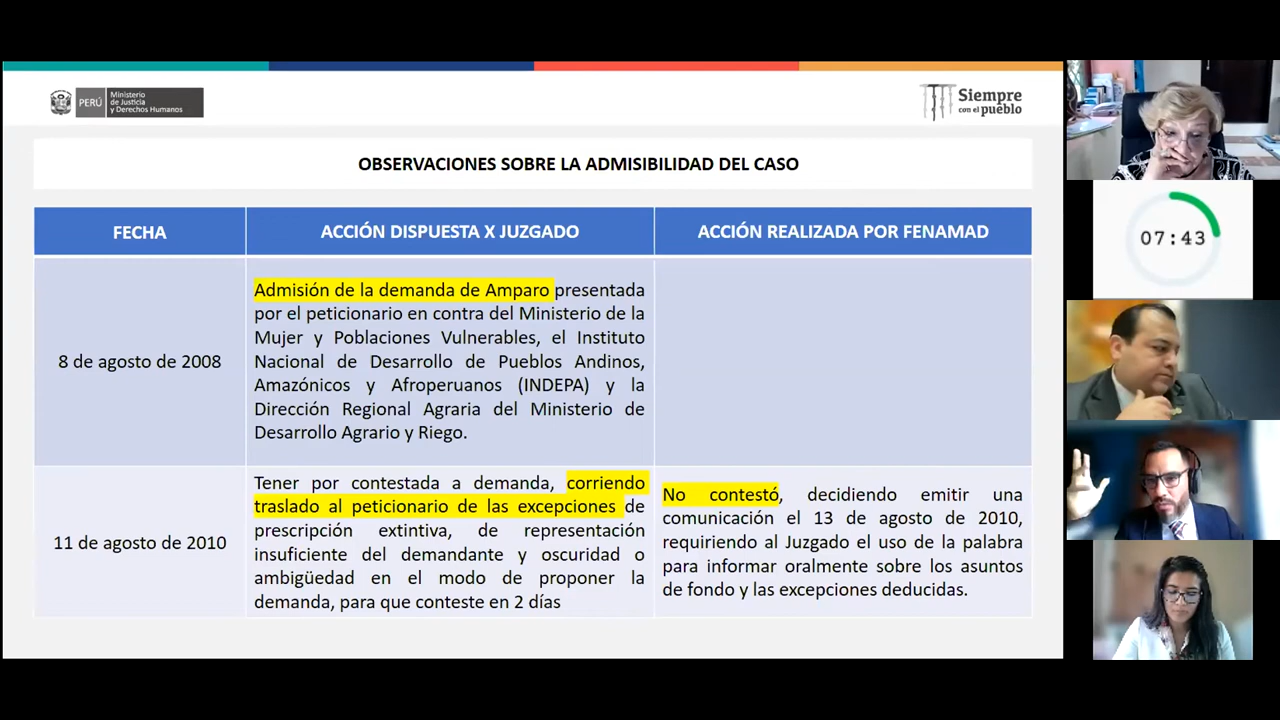 PERÚ
Ministerio
de Justicia
y Derechos Humanos
Siempre
con el pueblo
OBSERVACIONES SOBRE LA ADMISIBILIDAD DEL CASO
FECHA
ACCIÓN DISPUESTA X JUZGADO
ACCIÓN REALIZADA POR FENAMAD
8 de agosto de 2008
Admisión de la demanda de Amparo presentada
por el peticionario en contra del Ministerio de la
Mujer y Poblaciones Vulnerables, el Instituto
Nacional de Desarrollo de Pueblos Andinos,
Amazónicos y Afroperuanos (INDEPA) y la
Dirección Regional Agraria del Ministerio de
Desarrollo Agrario y Riego.
11 de agosto de 2010
Tener por contestada a demanda, corriendo
traslado al peticionario de las excepciones de
prescripción extintiva, de representación
insuficiente del demandante y oscuridad o
ambigüedad en el modo de proponer la
demanda, para que conteste en 2 días
No contestó, decidiendo emitir una
comunicación el 13 de agosto de 2010,
requiriendo al Juzgado el uso de la palabra
para informar oralmente sobre los asuntos
de fondo y las excepciones deducidas.
07:43